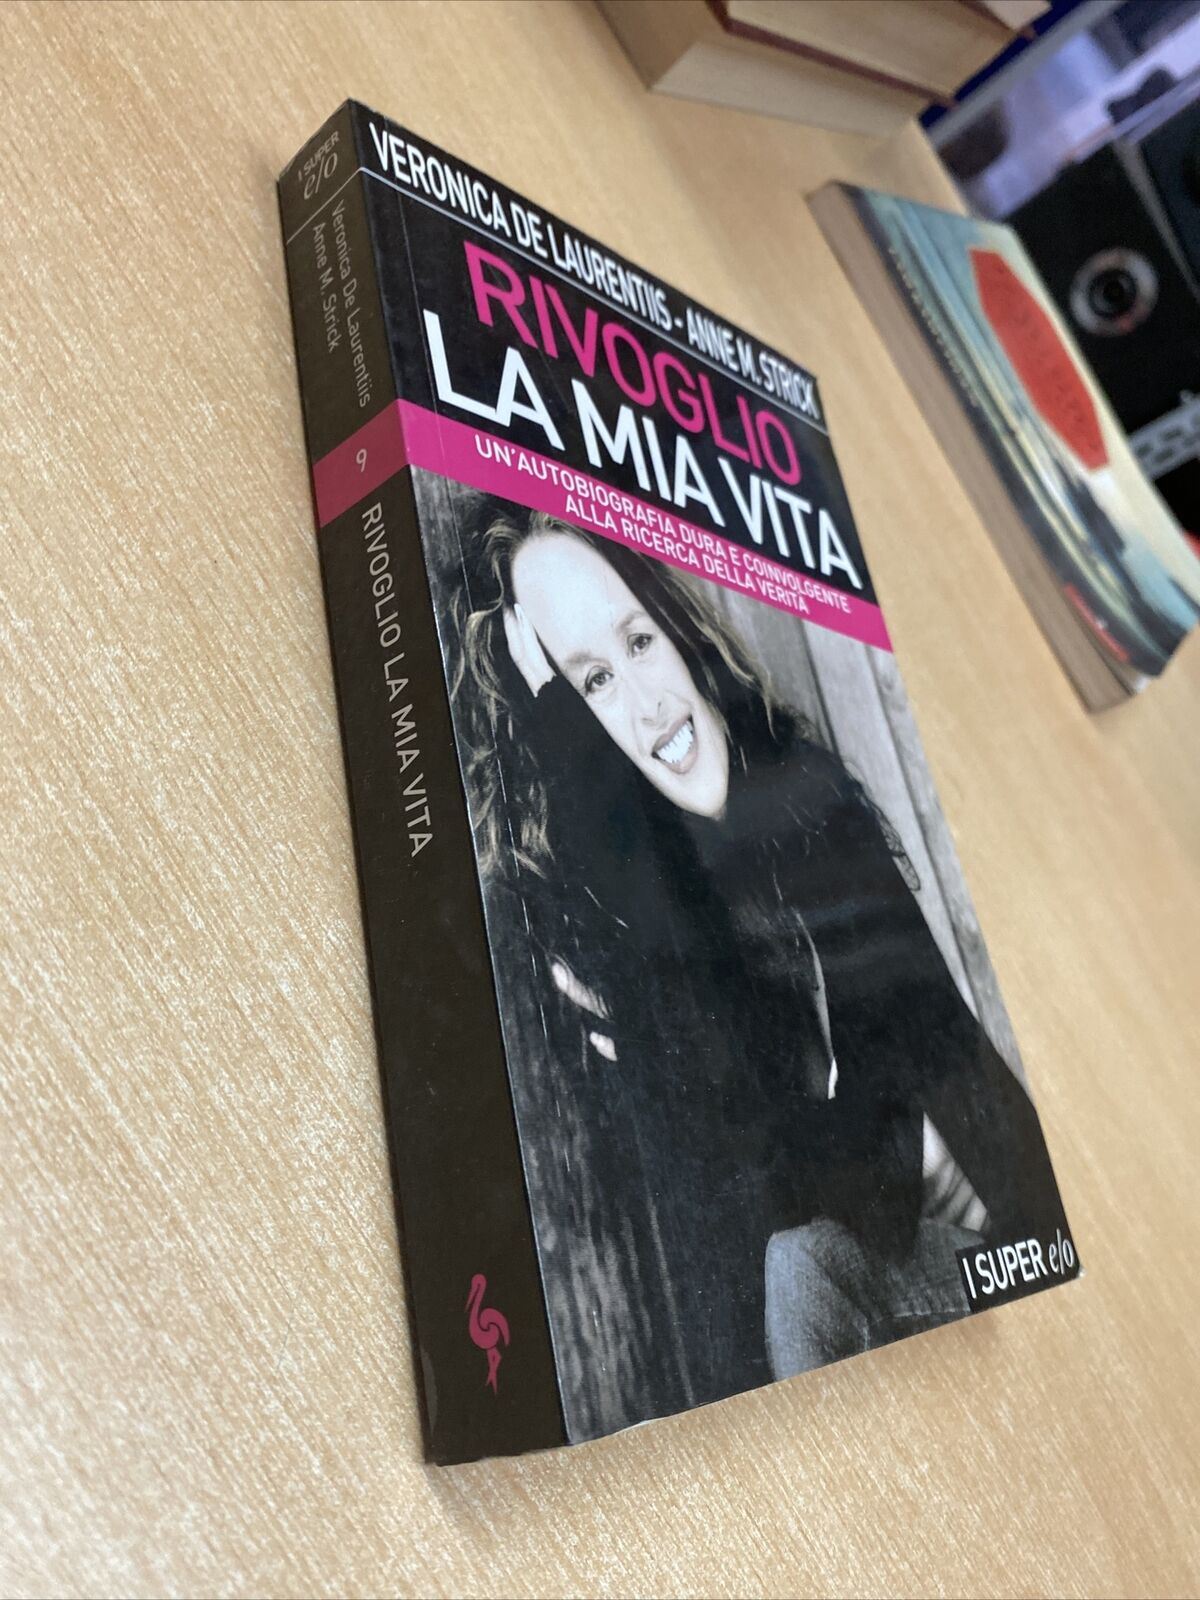 I SUPER
e/o
Veronica De Laurentiis
Anne M. Strick
9
RIVOGLIO LA MIA VITA
VERONICA DE LAURENTIIS - ANNE M. STRICK
RIVOGLIO
LA MIA VITA
UN'AUTOBIOGRAFIA DURA E COINVOLGENTE
ALLA RICERCA DELLA VERITÀ
I SUPER e/o